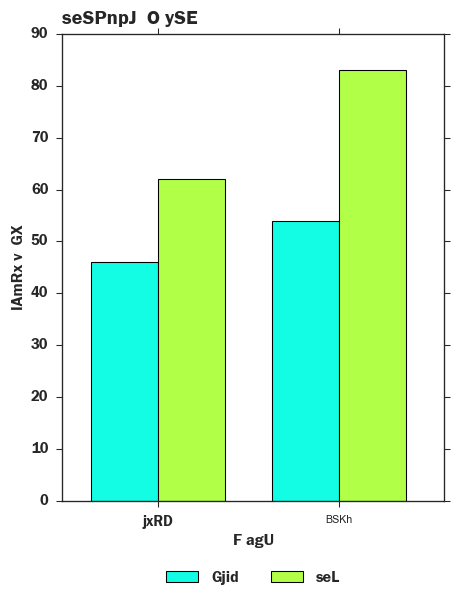 seSPnpJ  O ySE
90
80
70
60
50
40
30
20
10
0
IAmRx v  GX
jxRD
BSKh
F agU
Gjid
seL